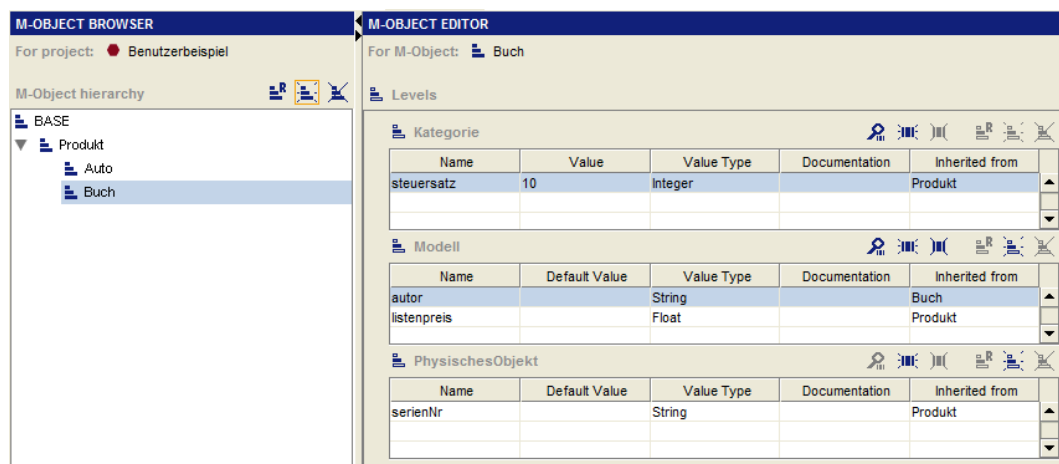 M-OBJECT BROWSER
For project: Benutzerbeispiel
M-Object hierarchy
BASE
Produkt
Auto
Buch
M-OBJECT EDITOR
For M-Object: Buch
Levels
Kategorie
Name Value Value Type Documentation Inherited from
steuersatz 10 Integer Produkt
Modell
Name Default Value Value Type Documentation Inherited from
autor String Buch
listenpreis Float Produkt
PhysischesObjekt
Name Default Value Value Type Documentation Inherited from
serienNr String Produkt